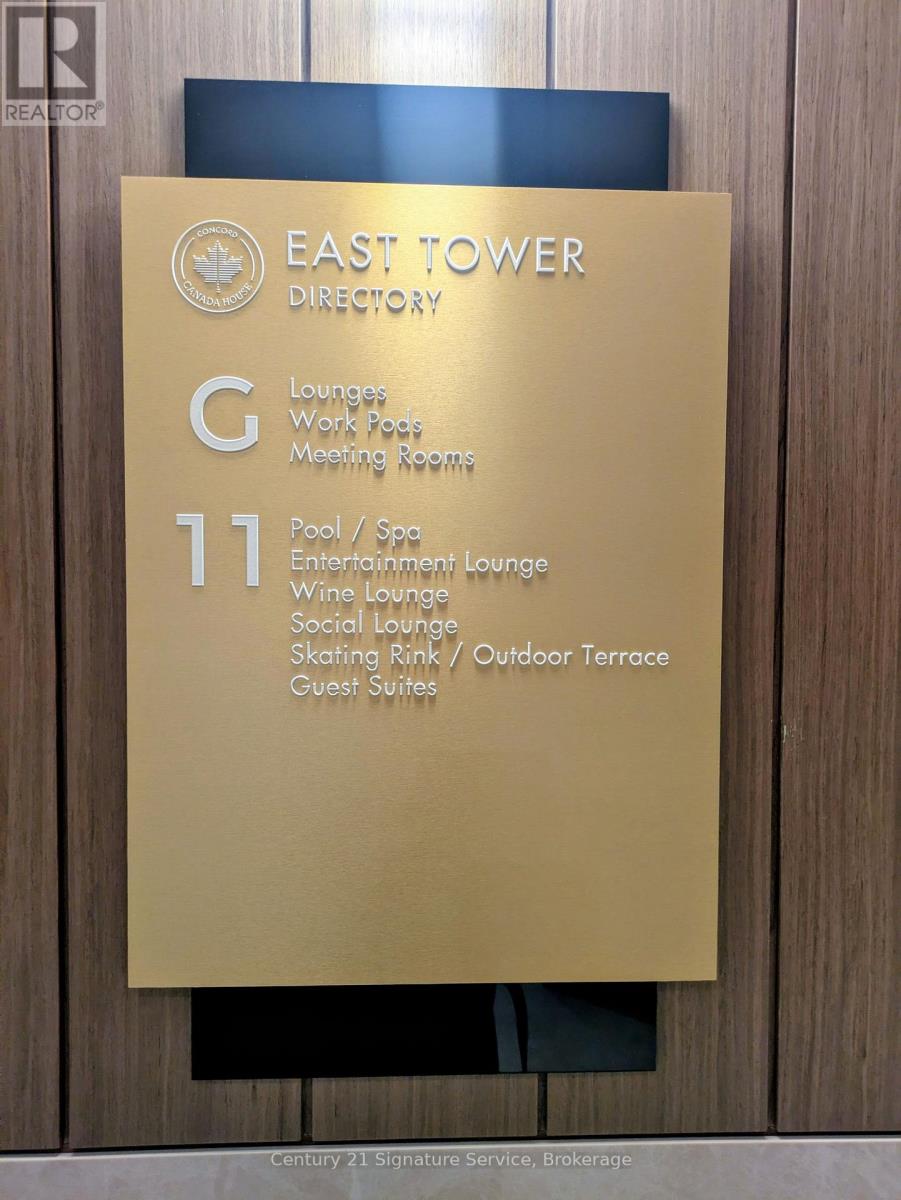 REALTOR®
CONCORD
CANADA HOUSE
EAST TOWER
DIRECTORY
G
Lounges
Work Pods
Meeting Rooms
11
Pool / Spa
Entertainment Lounge
Wine Lounge
Social Lounge
Skating Rink / Outdoor Terrace
Guest Suites
Century 21 Signature Service, Brokerage